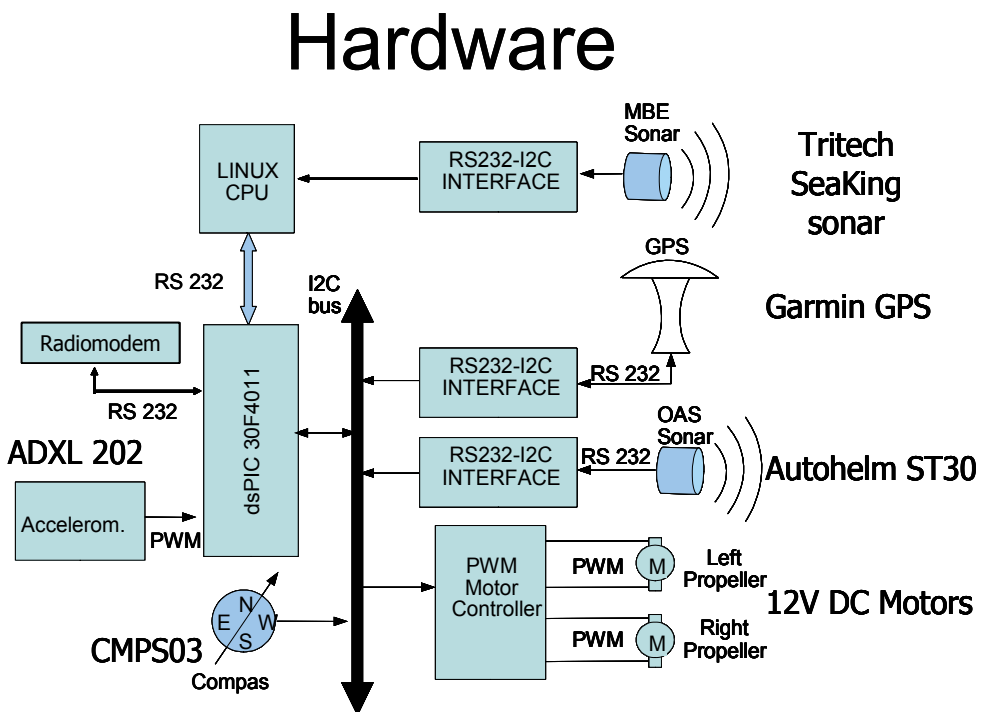 Hardware
MBE
Sonar
Tritech
SeaKing
sonar
LINUX
CPU
RS232-I2C
INTERFACE
GPS
RS 232
I2C
bus
Garmin GPS
Radiomodem
RS 232
dsPIC 30F4011
RS232-I2C
INTERFACE
RS 232
OAS
Sonar
ADXL 202
RS232-I2C
INTERFACE
RS 232
Autohelm ST30
Accelerom.
PWM
PWM
Motor
Controller
PWM
M
Left
Propeller
12V DC Motors
PWM
M
Right
Propeller
N
E W
S
CMPS03
Compas